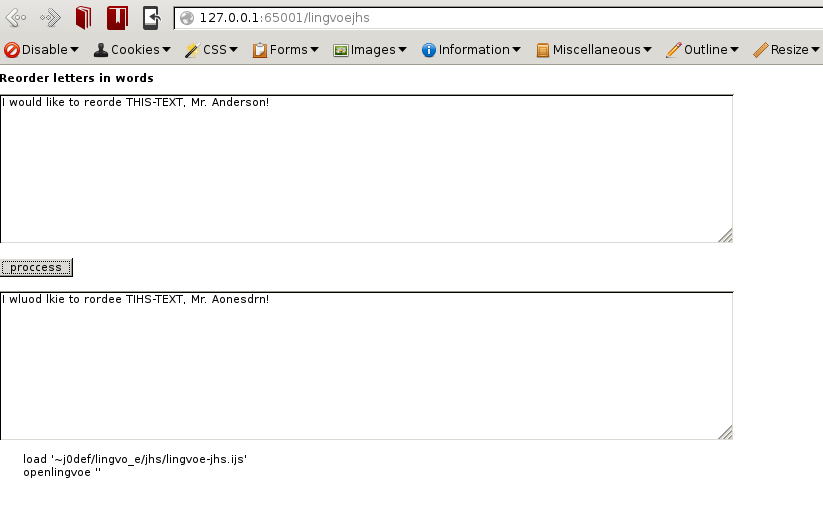 127.0.0.1:65001/lingvoejhs
Disable Cookies CSS Forms Images Information Miscellaneous Outline Resize
Reorder letters in words
I would like to reorde THIS-TEXT, Mr. Anderson!
proccess
I wluod lkie to rordee TIHS-TEXT, Mr. Aonesdrn!
load '~j0def/lingvo_e/jhs/lingvoe-jhs.ijs'
openlingvoe ''